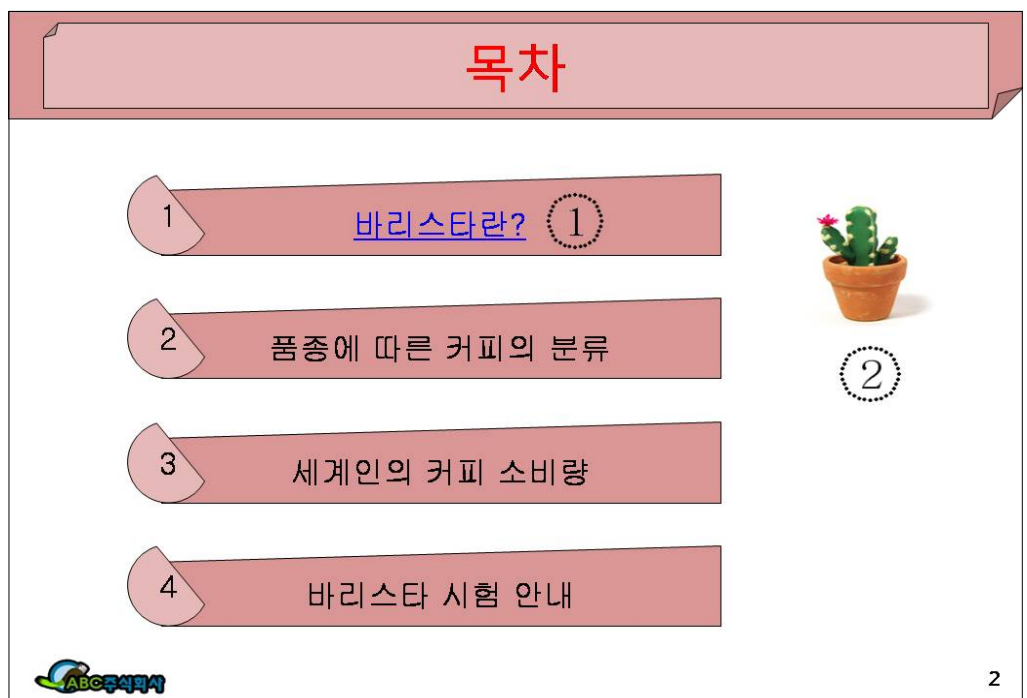 목차
1
바리스타란? ①
2
품종에 따른 커피의 분류
②
3
세계인의 커피 소비량
4
바리스타 시험 안내
ABC주식회사
2